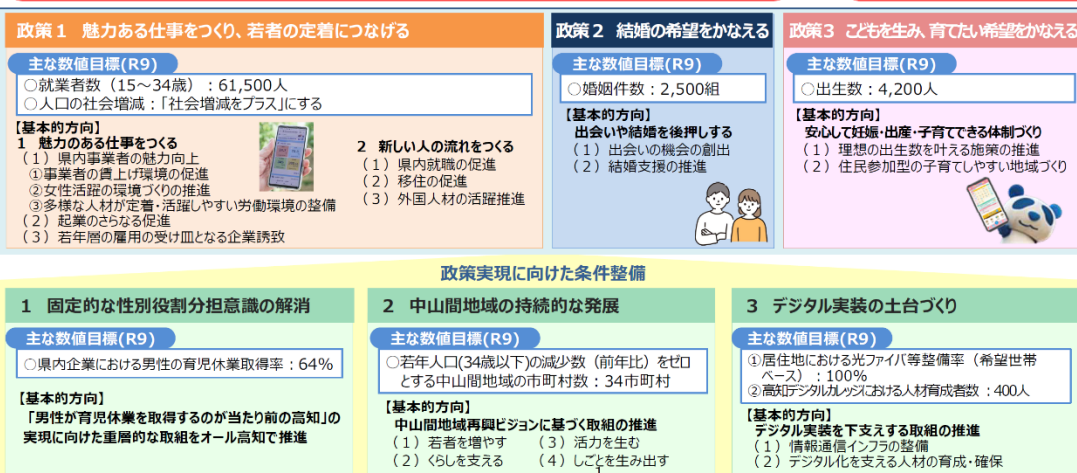 政策1 魅力ある仕事をつくり、若者の定着につなげる
主な数値目標(R9)
○就業者数（15～34歳）：61,500人
○人口の社会増減：「社会増減をプラス」にする
【基本的方向】
1 魅力のある仕事をつくる
（1）県内事業者の魅力向上
①事業者の賃上げ環境の促進
②女性活躍の環境づくりの推進
③多様な人材が定着・活躍しやすい労働環境の整備
（2）起業のさらなる促進
（3）若年層の雇用の受け皿となる企業誘致
2 新しい人の流れをつくる
（1）県内就職の促進
（2）移住の促進
（3）外国人材の活躍推進
政策2 結婚の希望をかなえる
主な数値目標(R9)
○婚姻件数：2,500組
【基本的方向】
出会いや結婚を後押しする
（1）出会いの機会の創出
（2）結婚支援の推進
政策3 こどもを生み、育てたい希望をかなえる
主な数値目標(R9)
○出生数：4,200人
【基本的方向】
安心して妊娠・出産・子育てできる体制づくり
（1）理想の出生数を叶える施策の推進
（2）住民参加型の子育てしやすい地域づくり
政策実現に向けた条件整備
1 固定的な性別役割分担意識の解消
主な数値目標(R9)
○県内企業における男性の育児休業取得率：64%
【基本的方向】
「男性が育児休業を取得するのが当たり前の高知」の
実現に向けた重層的な取組をオール高知で推進
2 中山間地域の持続的な発展
主な数値目標(R9)
○若年人口(34歳以下)の減少数（前年比）をゼロ
とする中山間地域の市町村数：34市町村
【基本的方向】
中山間地域再興ビジョンに基づく取組の推進
（1）若者を増やす （3）活力を生む
（2）くらしを支える （4）しごとを生み出す
1
3 デジタル実装の土台づくり
主な数値目標(R9)
①居住地における光ファイバ等整備率（希望世帯
ベース）：100%
②高知デジタルカレッジにおける人材育成者数：400人
【基本的方向】
デジタル実装を下支えする取組の推進
（1）情報通信インフラの整備
（2）デジタル化を支える人材の育成・確保